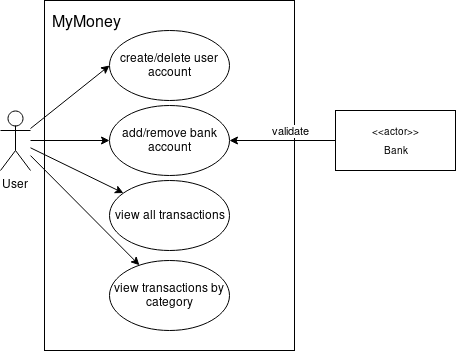 MyMoney
create/delete user
account
add/remove bank
account
validate
<<actor>>
Bank
User
view all transactions
view transactions by
category